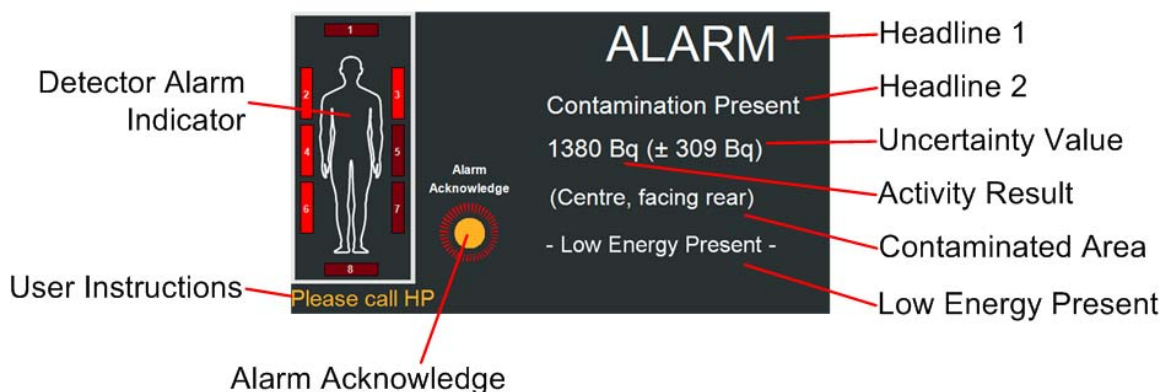 1
ALARM
Headline 1
Detector Alarm
Indicator
2
3
Contamination Present
Headline 2
4
5
1380 Bq (± 309 Bq)
Uncertainty Value
Alarm
Acknowledge
Activity Result
6
7
(Centre, facing rear)
Contaminated Area
- Low Energy Present -
8
User Instructions
Please call HP
Low Energy Present
Alarm Acknowledge